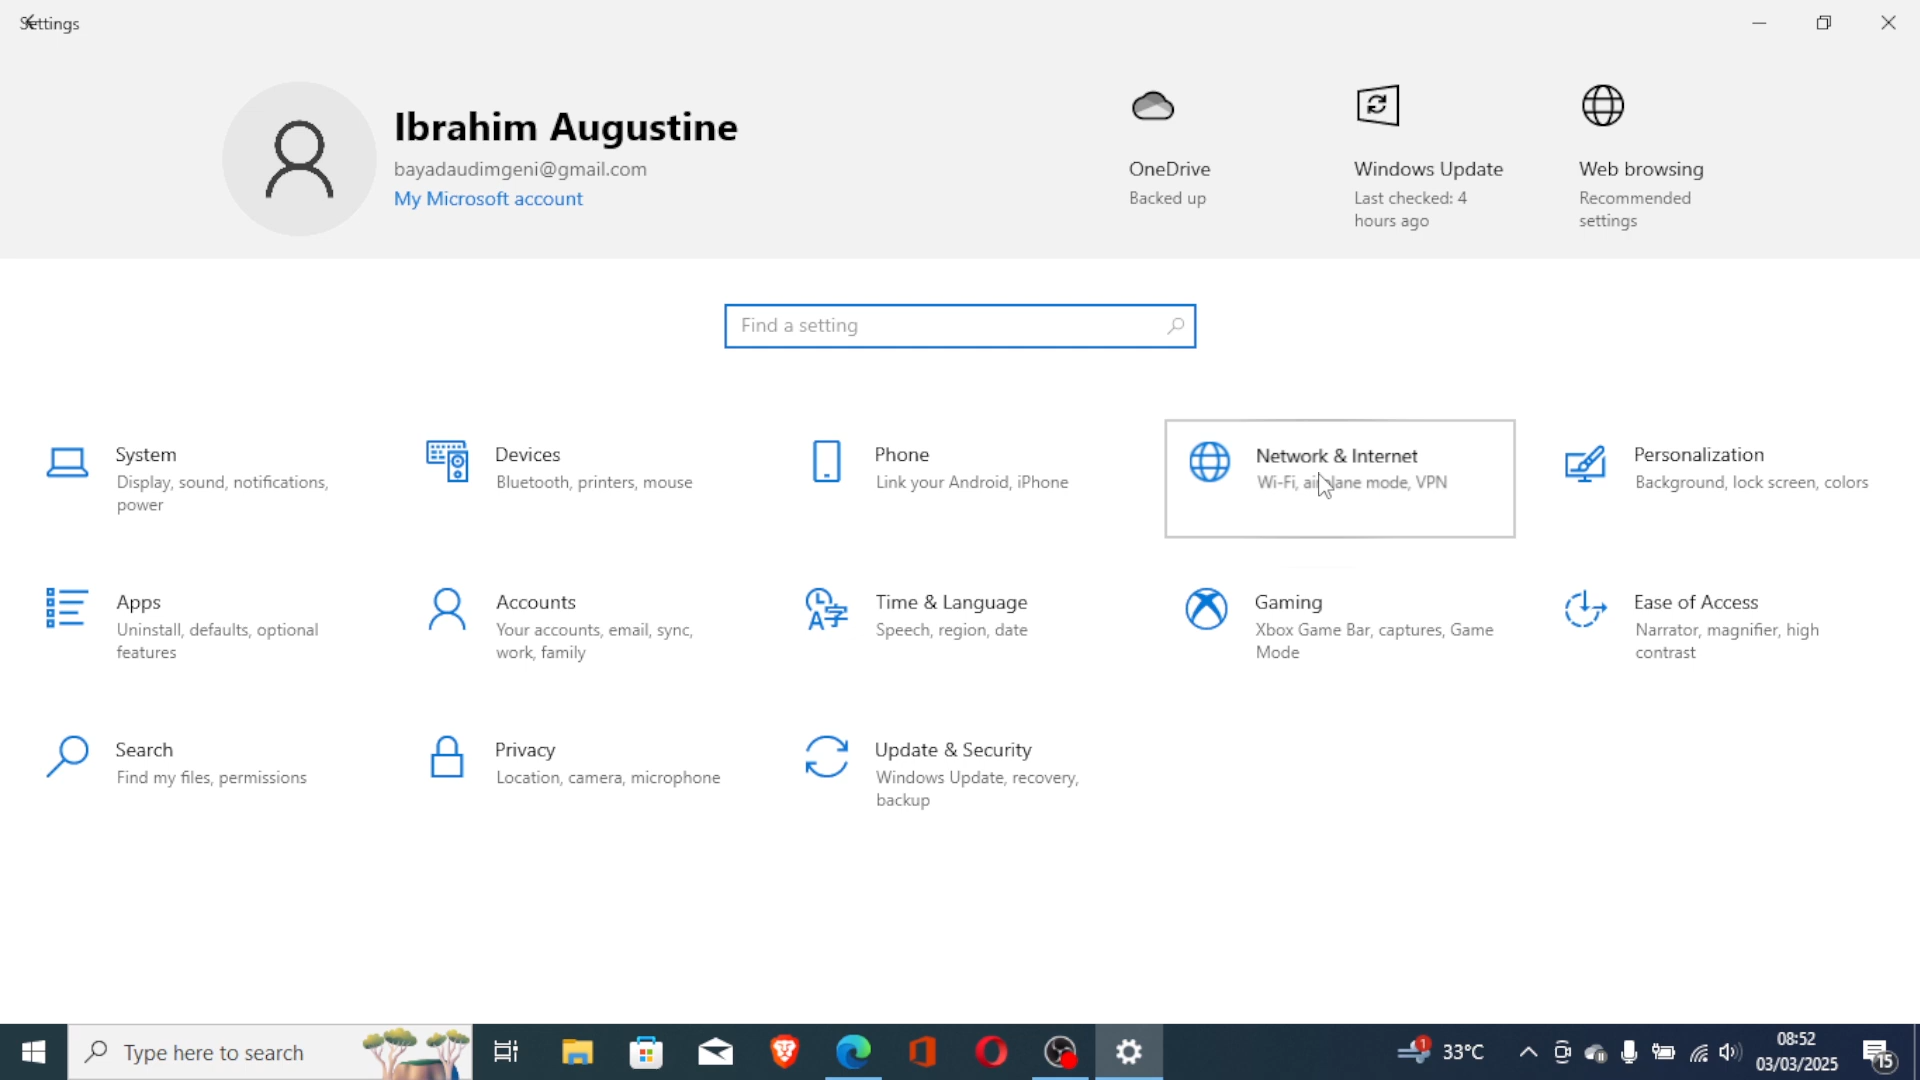 Settings
Ibrahim Augustine
bayadaudimgeni@gmail.com
My Microsoft account
OneDrive
Backed up
Windows Update
Last checked: 4
hours ago
Web browsing
Recommended
settings
Find a setting
System
Display, sound, notifications,
power
Devices
Bluetooth, printers, mouse
Phone
Link your Android, iPhone
Network & Internet
Wi-Fi, airplane mode, VPN
Personalization
Background, lock screen, colors
Apps
Uninstall, defaults, optional
features
Accounts
Your accounts, email, sync,
work, family
Time & Language
Speech, region, date
Gaming
Xbox Game Bar, captures, Game
Mode
Ease of Access
Narrator, magnifier, high
contrast
Search
Find my files, permissions
Privacy
Location, camera, microphone
Update & Security
Windows Update, recovery,
backup
Type here to search
1
33°C
08:52
03/03/2025
15